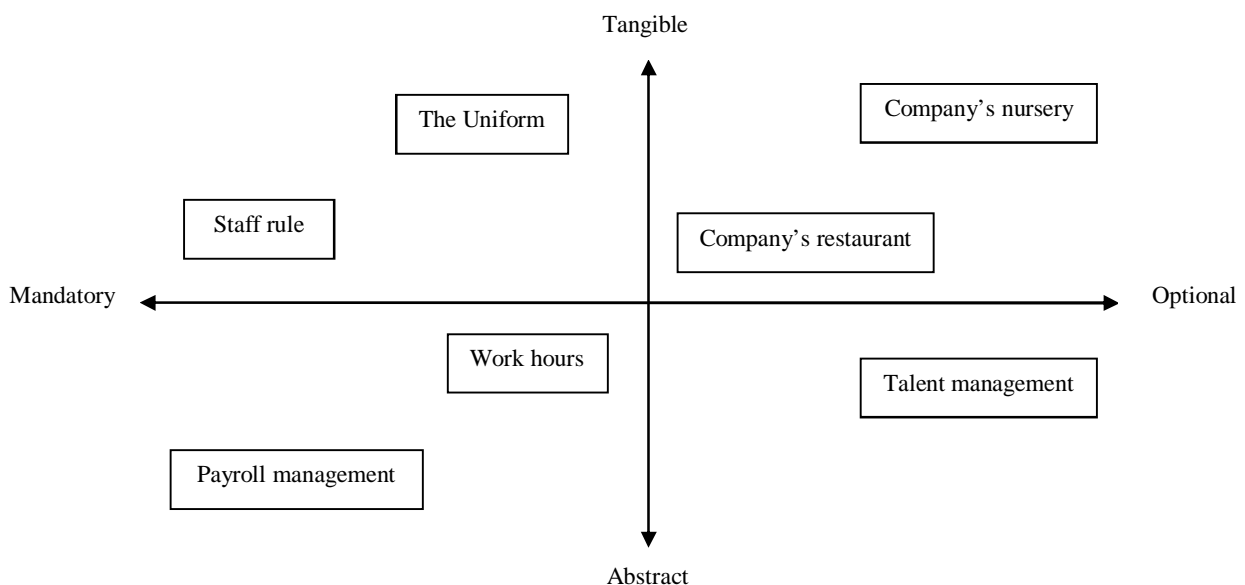 Tangible
Company’s nursery
The Uniform
Staff rule
Company’s restaurant
Mandatory
Optional
Work hours
Talent management
Payroll management
Abstract